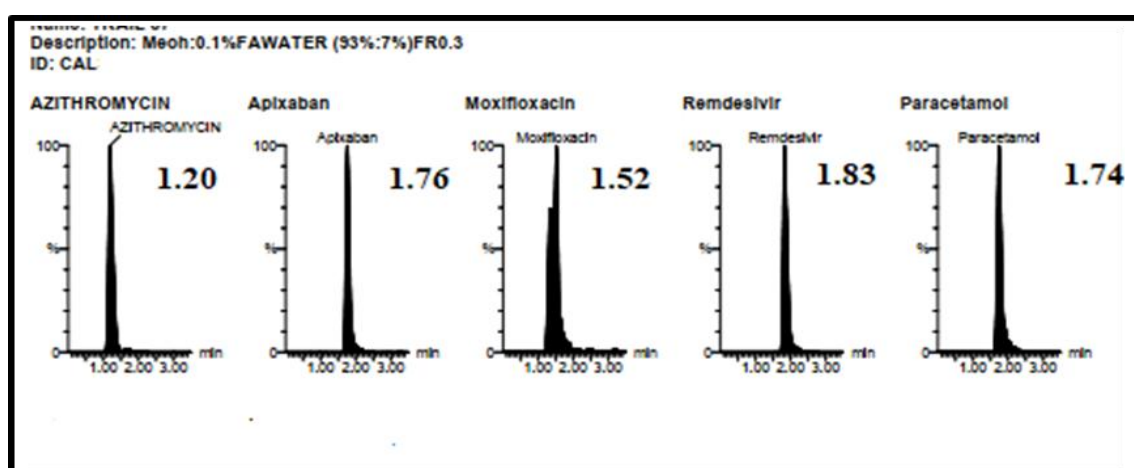 Description: Meoh:0.1%FAWATER (93%:7%)FR0.3
ID: CAL
AZITHROMYCIN Apixaban Moxifloxacin Remdesivir Paracetamol
AZITHROMYCIN Apixaban Moxifloxacin Remdesivir Paracetamol
100 100 100 100 100
1.20 1.76 1.52 1.83 1.74
% % % % %
0 0 0 0 0
min min min min min
1.00 2.00 3.00 1.00 2.00 3.00 1.00 2.00 3.00 1.00 2.00 3.00 1.00 2.00 3.00